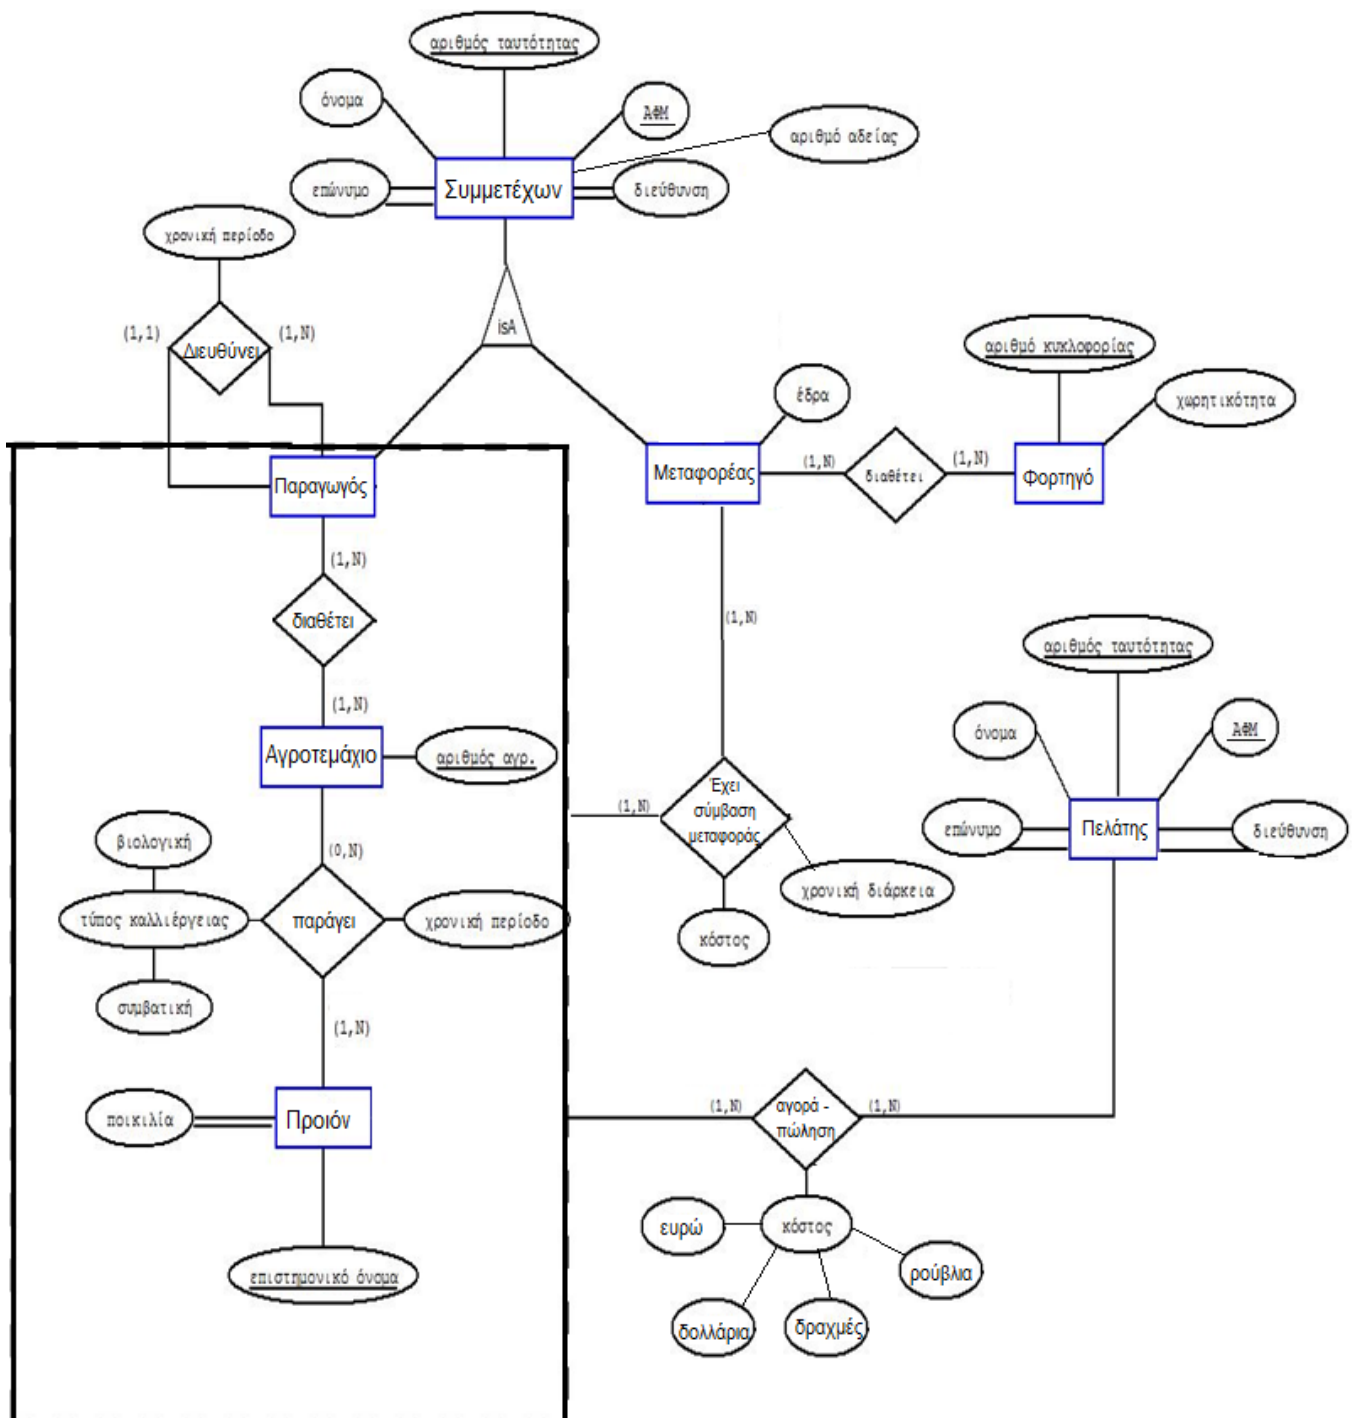 αριθμός ταυτότητας
όνομα
ΑΦΜ
αριθμό αδείας
επώνυμο
Συμμετέχων
διεύθυνση
χρονική περίοδο
(1,1)
Διευθύνει
(1,N)
isA
αριθμό κυκλοφορίας
έδρα
χωρητικότητα
Παραγωγός
Μεταφορέας
(1,N)
διαθέτει
(1,N)
Φορτηγό
(1,N)
διαθέτει
(1,N)
(1,N)
αριθμός ταυτότητας
Αγροτεμάχιο
αριθμός αγρ.
όνομα
ΑΦΜ
(1,N)
Έχει
σύμβαση
μεταφοράς
επώνυμο
Πελάτης
διεύθυνση
βιολογική
(0,N)
τύπος καλλιέργειας
παράγει
χρονική περίοδο
χρονική διάρκεια
κόστος
συμβατική
(1,N)
ποικιλία
Προιόν
(1,N)
αγορά -
πώληση
(1,N)
ευρώ
κόστος
ρούβλια
επιστημονικό όνομα
δολλάρια
δραχμές